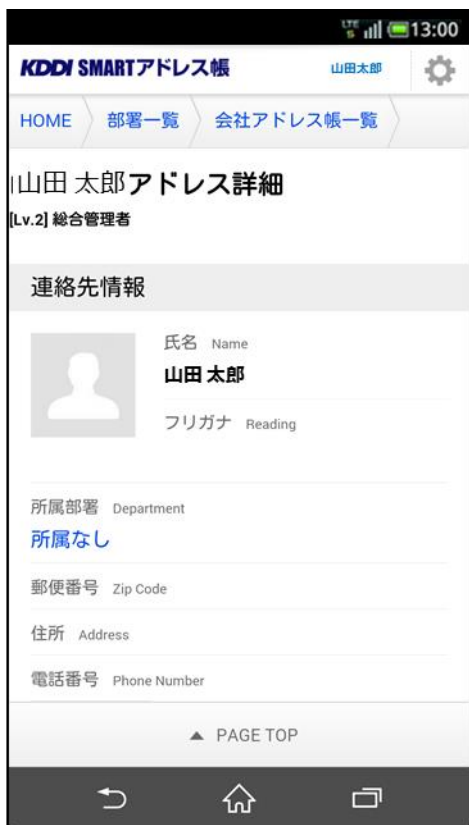 LTE 13:00
KDDI SMARTアドレス帳 山田太郎
HOME 部署一覧 会社アドレス帳一覧
山田 太郎アドレス詳細
[Lv.2] 総合管理者
連絡先情報
氏名 Name
山田 太郎
フリガナ Reading
所属部署 Department
所属なし
郵便番号 Zip Code
住所 Address
電話番号 Phone Number
▲ PAGE TOP